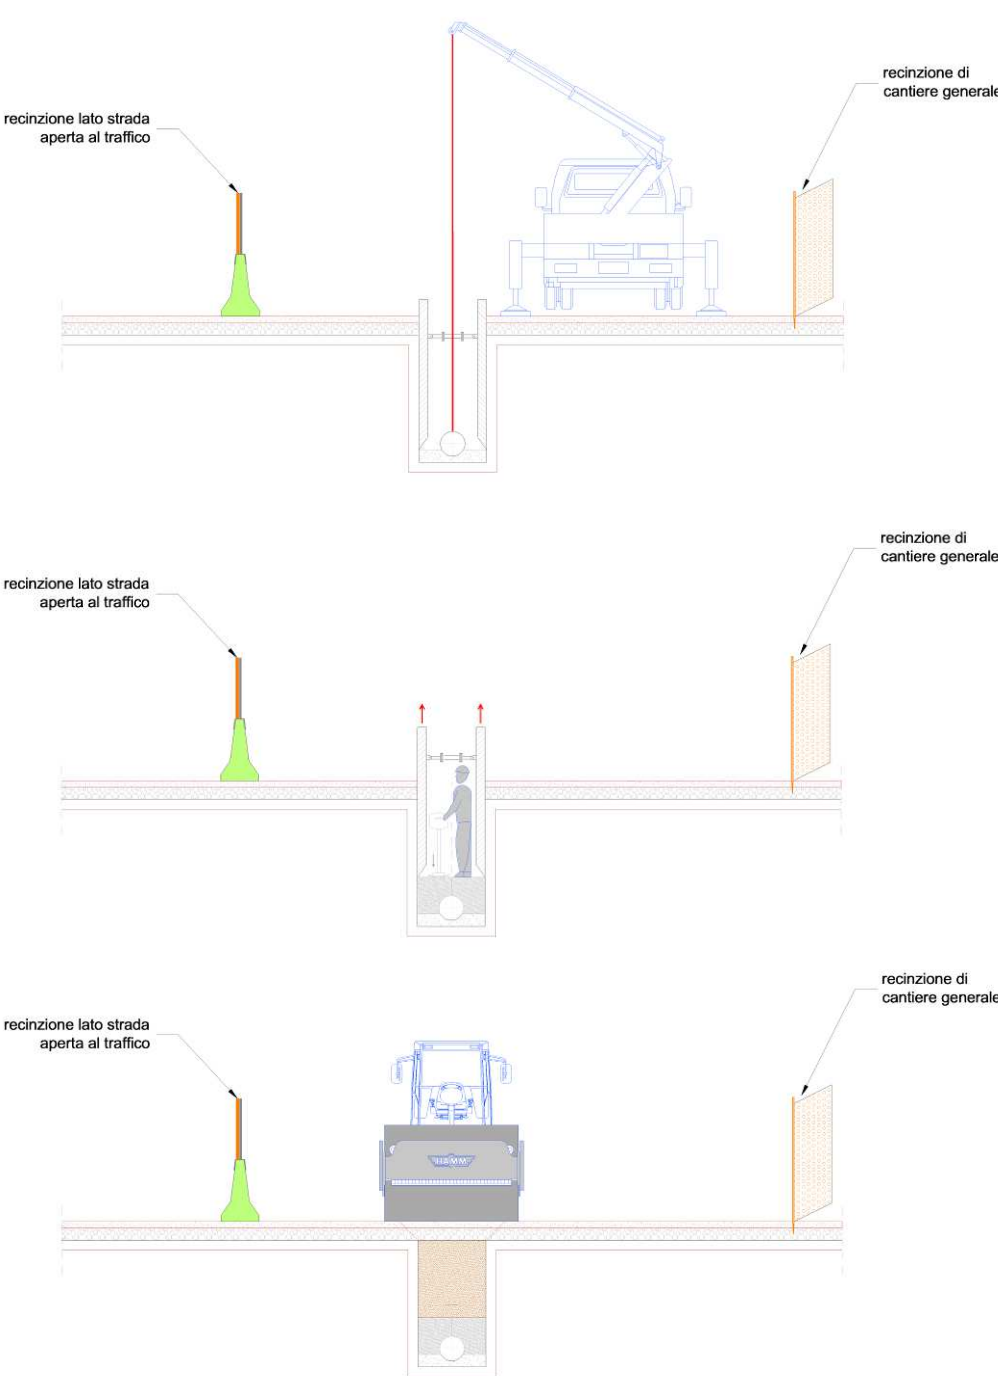 recinzione di
cantiere generale
recinzione lato strada
aperta al traffico
recinzione di
cantiere generale
recinzione lato strada
aperta al traffico
recinzione di
cantiere generale
recinzione lato strada
aperta al traffico
HAMM